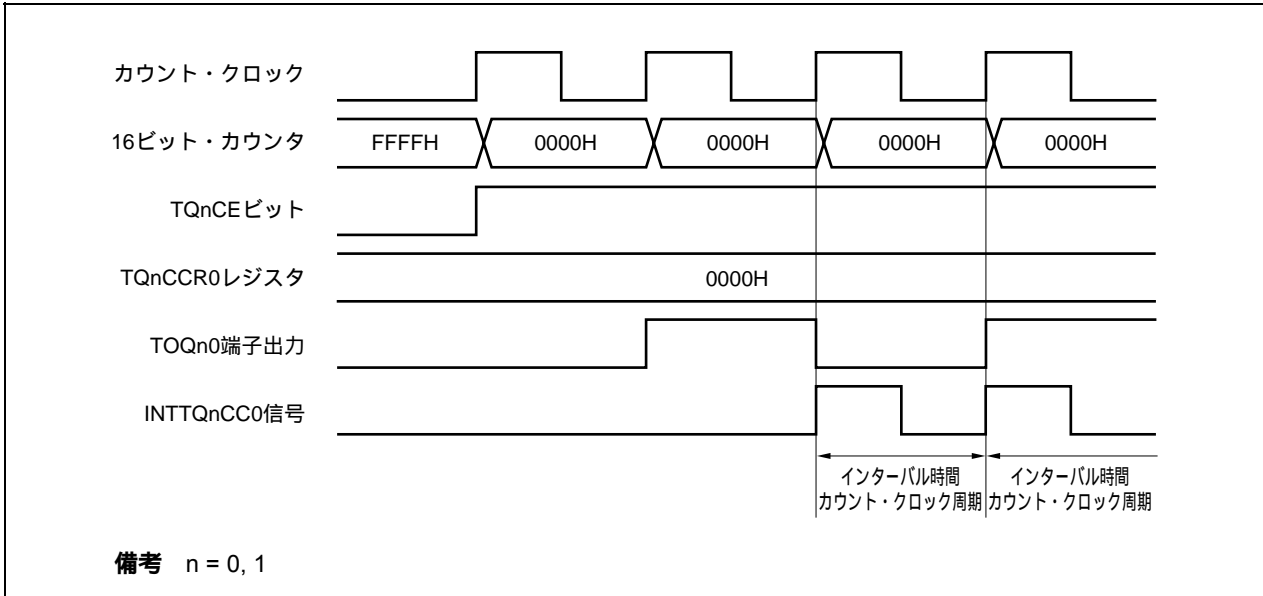 カウント・クロック
16ビット・カウンタ FFFFH 0000H 0000H 0000H 0000H
TQnCEビット
TQnCCR0レジスタ 0000H
TOQn0端子出力
INTTQnCC0信号
インターバル時間 インターバル時間
カウント・クロック周期 カウント・クロック周期
備考 n = 0, 1